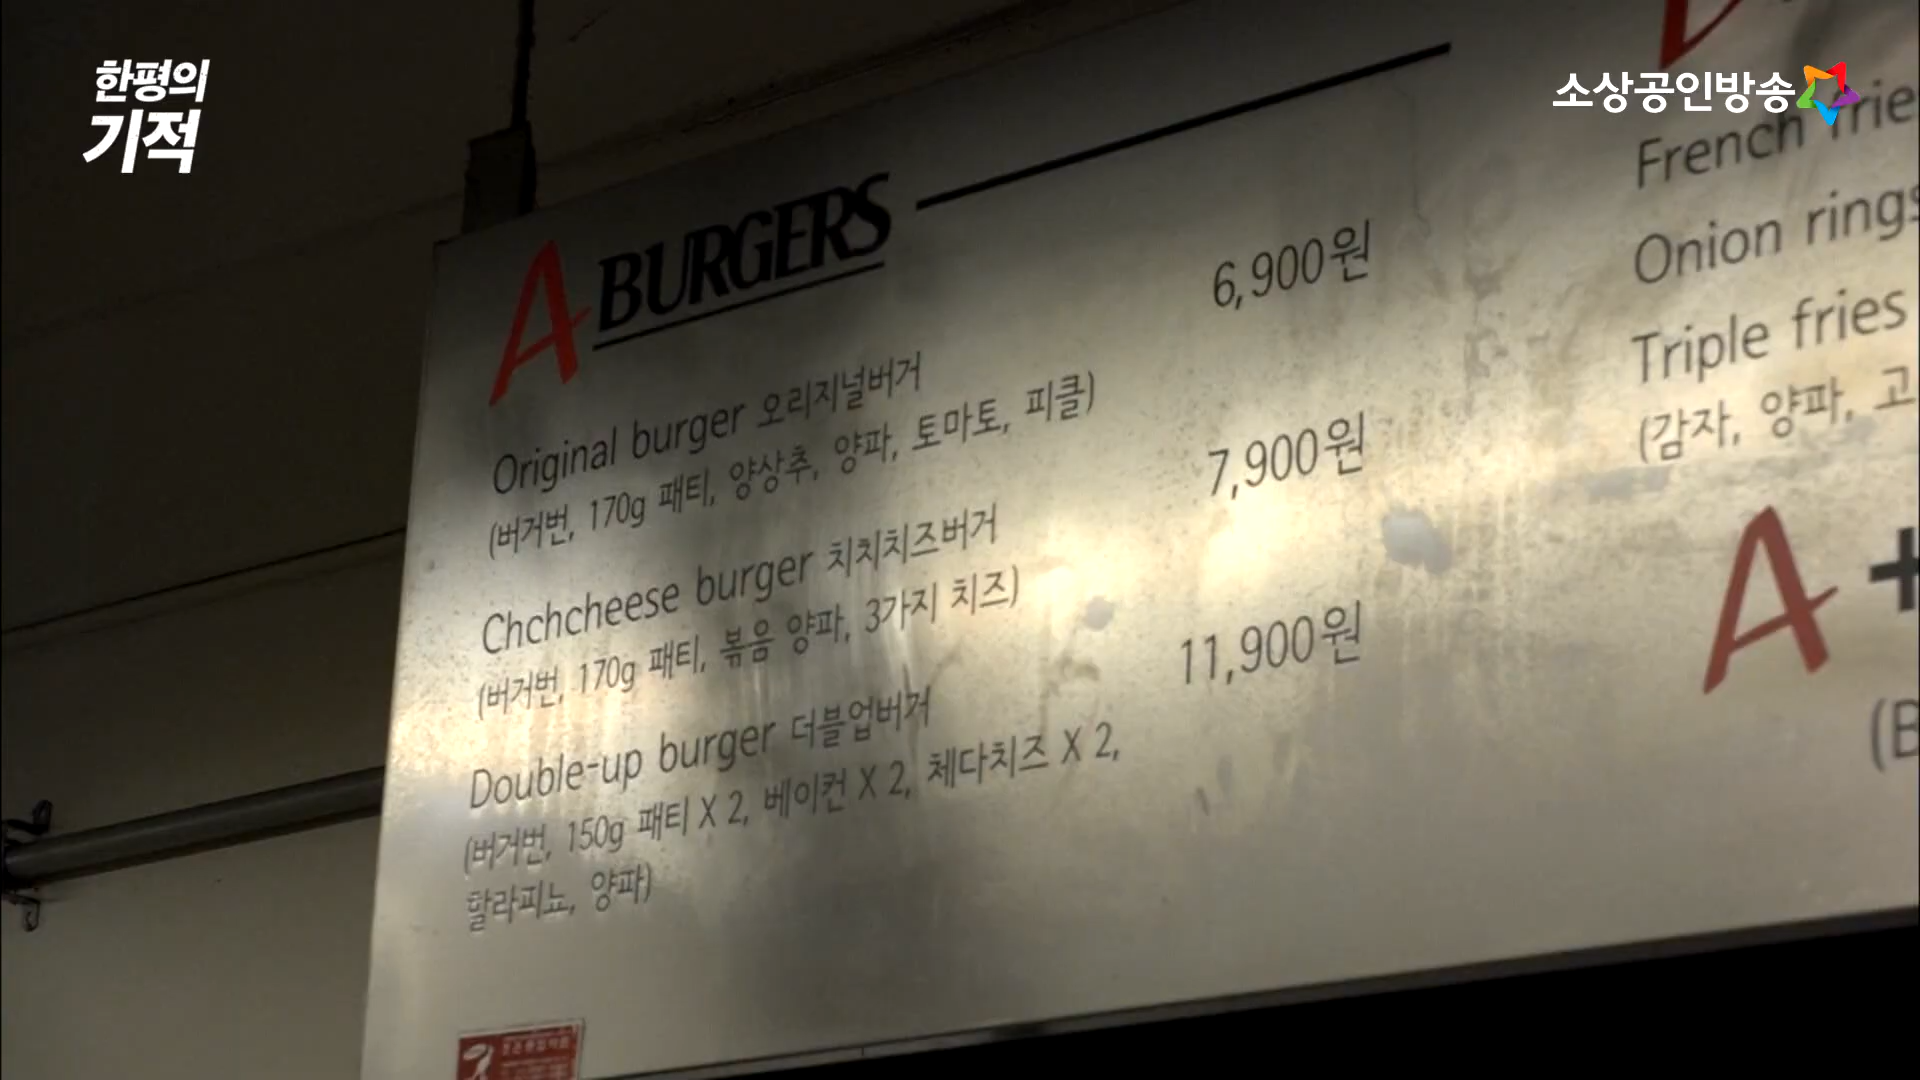 한평의
기적
소상공인방송
A BURGERS
Original burger 오리지널버거 6,900원
(버거번, 170g 패티, 양상추, 양파, 토마토, 피클)
Chchcheese burger 치치치즈버거 7,900원
(버거번, 170g 패티, 볶음 양파, 3가지 치즈)
Double-up burger 더블업버거 11,900원
(버거번, 150g 패티 X 2, 베이컨 X 2, 체다치즈 X 2,
할라피뇨, 양파)
French frie
Onion rings
Triple fries
(감자, 양파, 고
A +
(B